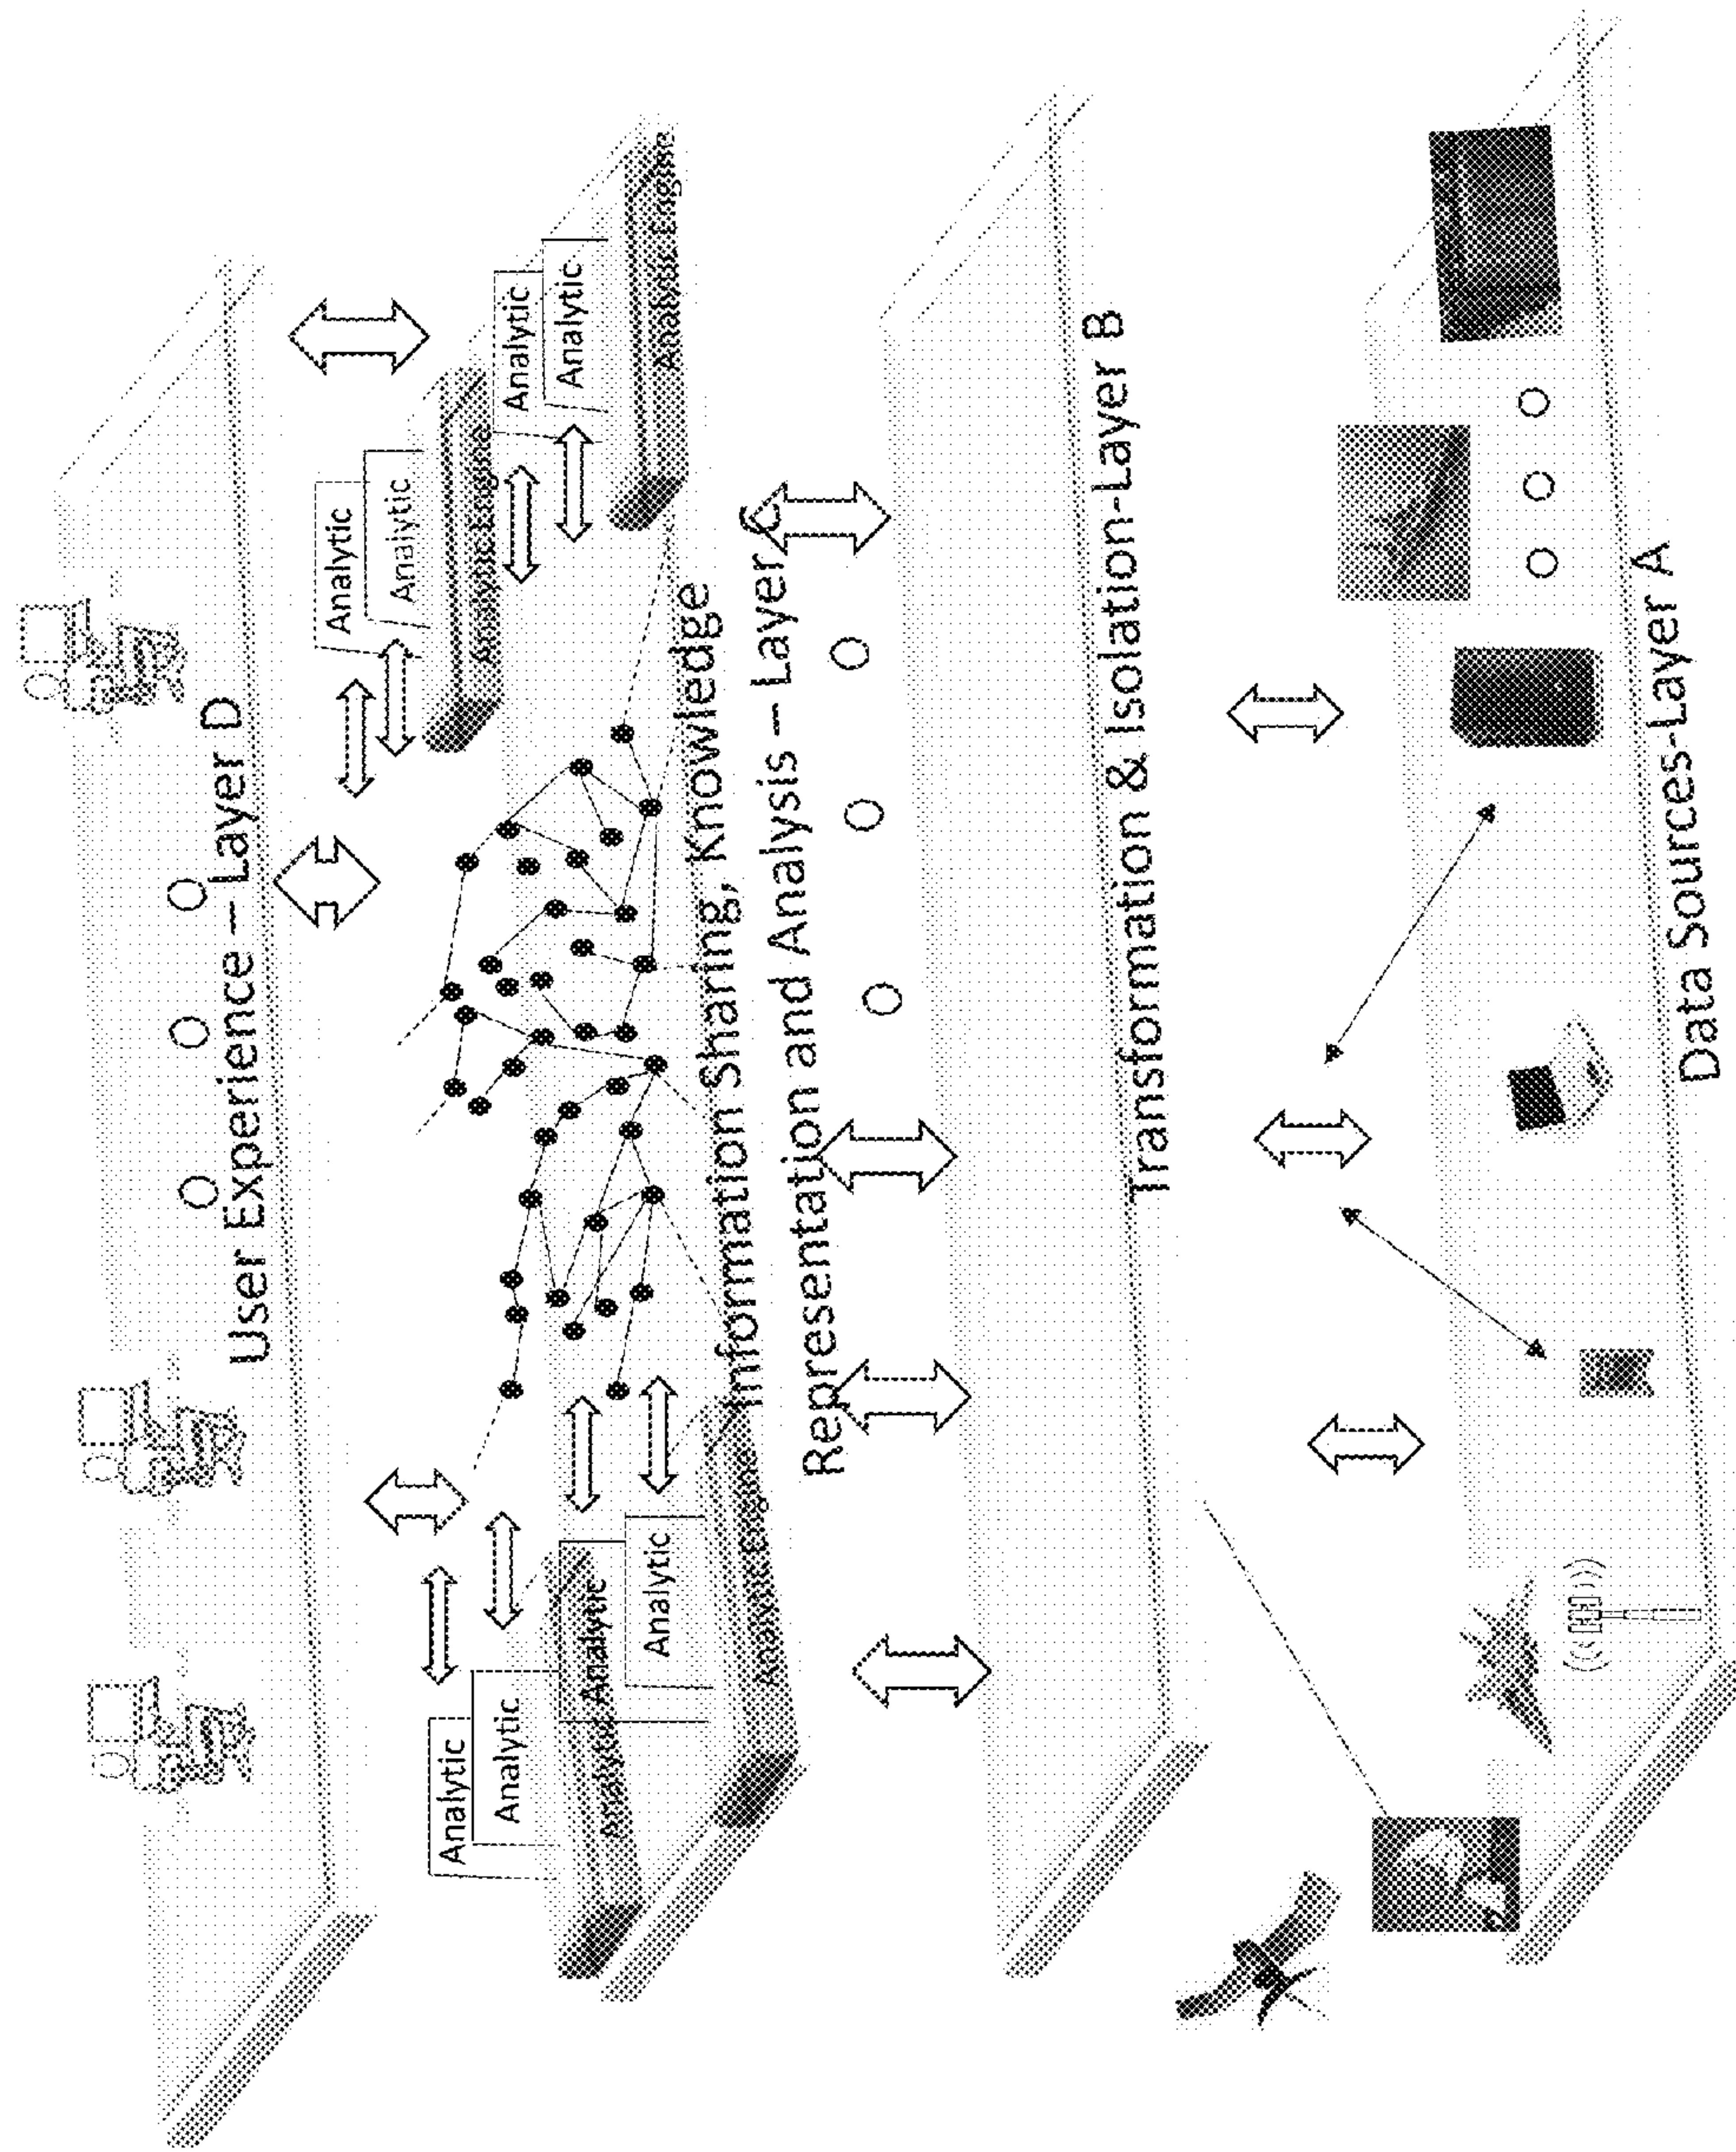 User Experience – Layer D
Analytic
Analytic
Analytic Engine
Analytic
Analytic
Analytic Engine
Analytic
Analytic
Analytic
Analytic
Analytic
Analytic Engine
Information Sharing, Knowledge
Representation and Analysis – Layer C
Transformation & Isolation-Layer B
Data Sources-Layer A